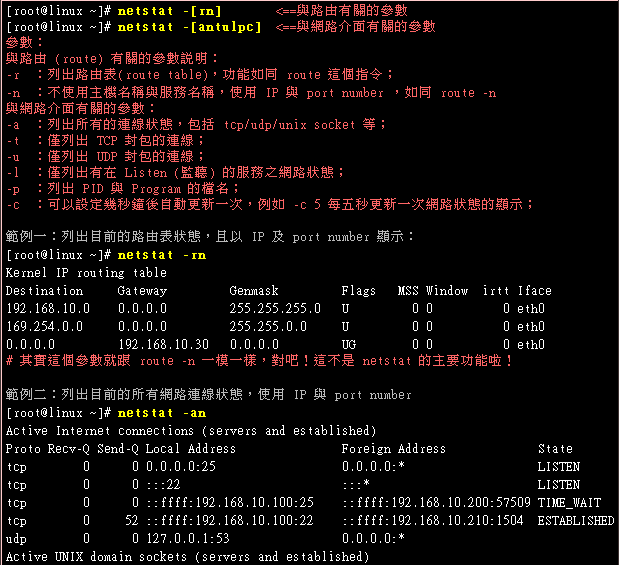 [root@linux ~]# netstat -[rn]       <==與路由有關的參數
[root@linux ~]# netstat -[antulpc]  <==與網路介面有關的參數
參數：
與路由 (route) 有關的參數說明：
-r  ：列出路由表(route table)，功能如同 route 這個指令；
-n  ：不使用主機名稱與服務名稱，使用 IP 與 port number ，如同 route -n
與網路介面有關的參數：
-a  ：列出所有的連線狀態，包括 tcp/udp/unix socket 等；
-t  ：僅列出 TCP 封包的連線；
-u  ：僅列出 UDP 封包的連線；
-l  ：僅列出有在 Listen (監聽) 的服務之網路狀態；
-p  ：列出 PID 與 Program 的檔名；
-c  ：可以設定幾秒鐘後自動更新一次，例如 -c 5 每五秒更新一次網路狀態的顯示；
範例一：列出目前的路由表狀態，且以 IP 及 port number 顯示：
[root@linux ~]# netstat -rn
Kernel IP routing table
Destination     Gateway         Genmask         Flags   MSS Window  irtt Iface
192.168.10.0    0.0.0.0         255.255.255.0   U         0 0          0 eth0
169.254.0.0     0.0.0.0         255.255.0.0     U         0 0          0 eth0
0.0.0.0         192.168.10.30   0.0.0.0         UG        0 0          0 eth0
# 其實這個參數就跟 route -n 一模一樣，對吧！這不是 netstat 的主要功能啦！
範例二：列出目前的所有網路連線狀態，使用 IP 與 port number
[root@linux ~]# netstat -an
Active Internet connections (servers and established)
Proto Recv-Q Send-Q Local Address               Foreign Address             State
tcp        0      0 0.0.0.0:25                  0.0.0.0:*                   LISTEN
tcp        0      0 :::22                       :::*                        LISTEN
tcp        0      0 ::ffff:192.168.10.100:25    ::ffff:192.168.10.200:57509 TIME_WAIT
tcp        0     52 ::ffff:192.168.10.100:22    ::ffff:192.168.10.210:1504  ESTABLISHED
udp        0      0 127.0.0.1:53                0.0.0.0:*
Active UNIX domain sockets (servers and established)